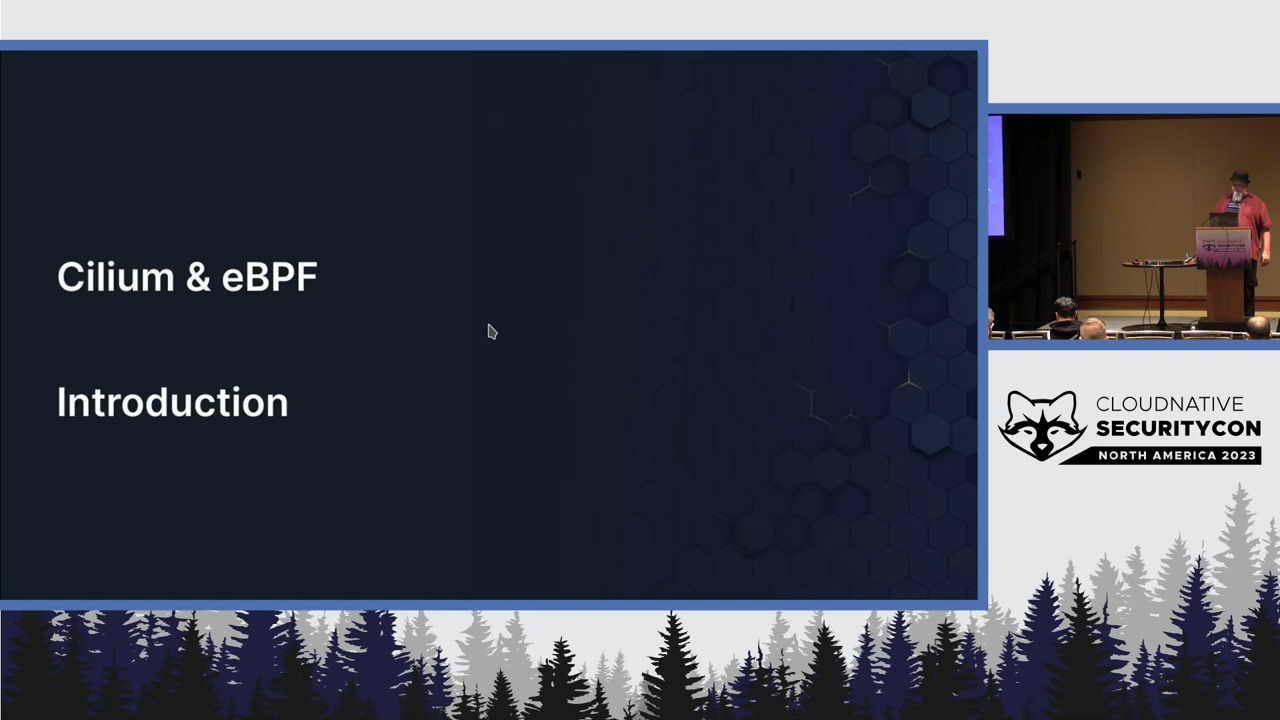 Cilium & eBPF
Introduction
CLOUDNATIVE
SECURITYCON
NORTH AMERICA 2023